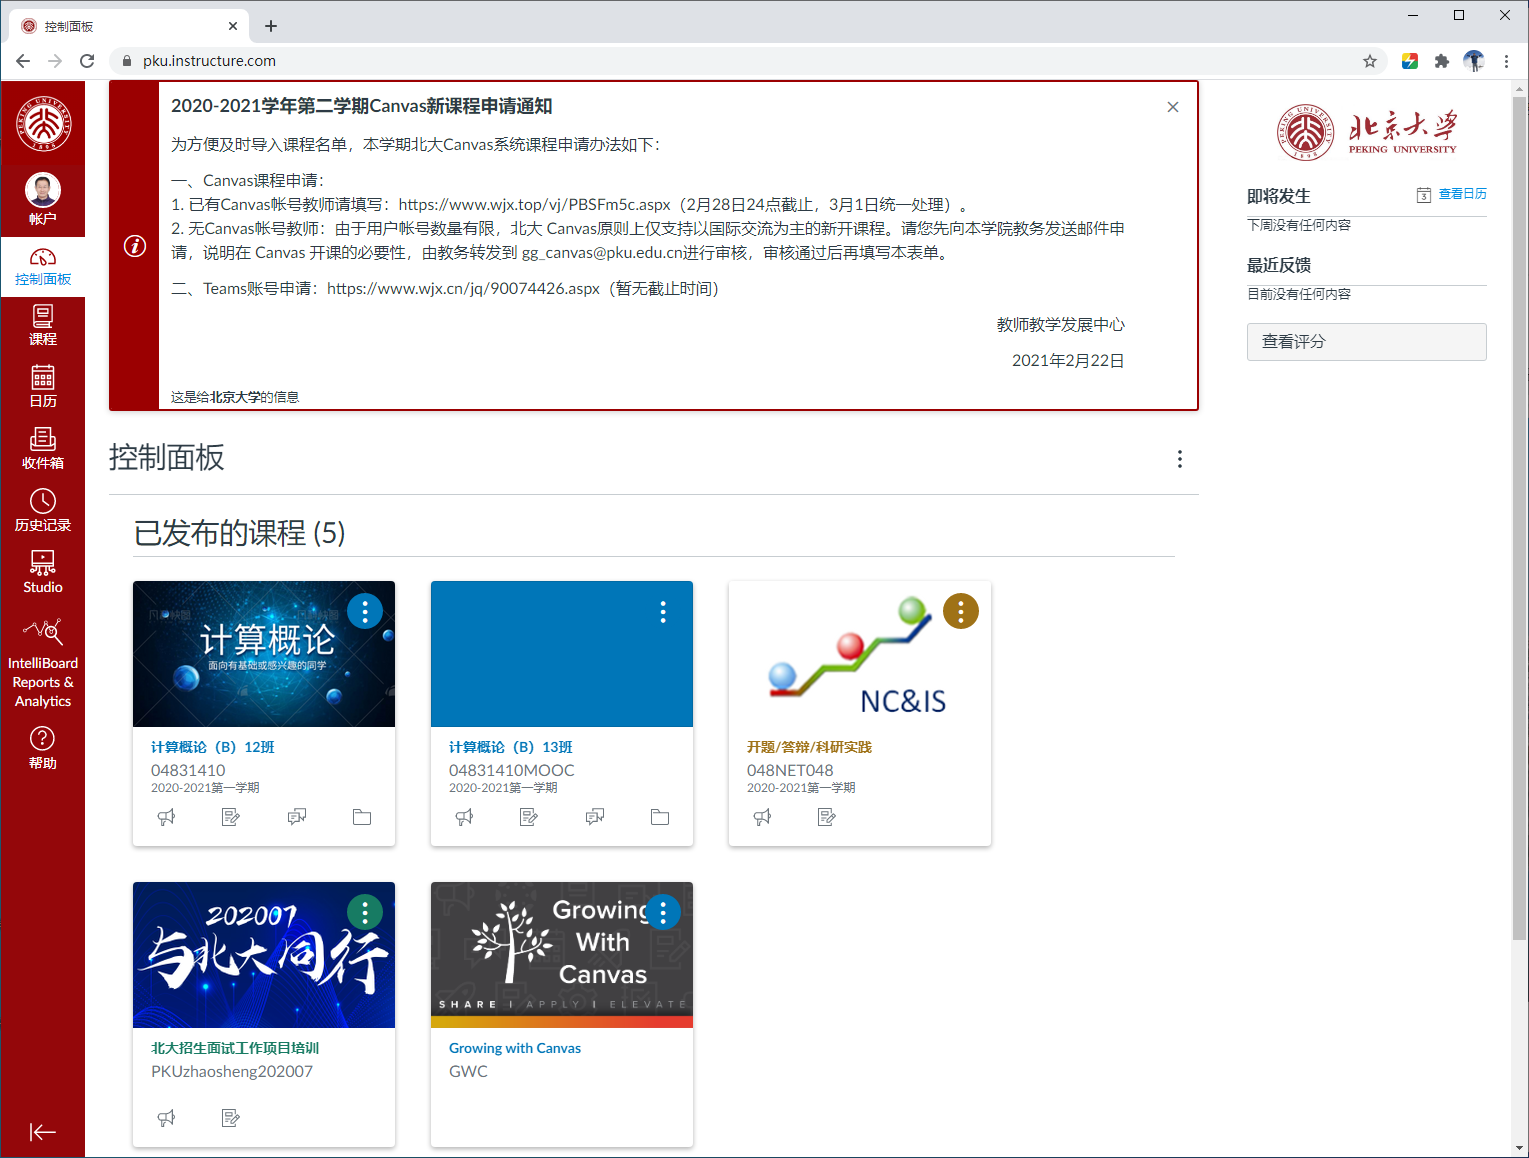 控制面板
pku.instructure.com
PEKING UNIVERSITY
1898
帐户
控制面板
课程
日历
收件箱
历史记录
Studio
IntelliBoard
Reports &
Analytics
帮助
2020-2021学年第二学期Canvas新课程申请通知
为方便及时导入课程名单，本学期北大Canvas系统课程申请办法如下：
一、Canvas课程申请：
1. 已有Canvas帐号教师请填写：https://www.wjx.top/vj/PBSFm5c.aspx（2月28日24点截止，3月1日统一处理）。
2. 无Canvas帐号教师：由于用户帐号数量有限，北大 Canvas原则上仅支持以国际交流为主的新开课程。请您先向本学院教务发送邮件申
请，说明在 Canvas 开课的必要性，由教务转发到 gg_canvas@pku.edu.cn进行审核，审核通过后再填写本表单。
二、Teams账号申请：https://www.wjx.cn/jq/90074426.aspx（暂无截止时间）
教师教学发展中心
2021年2月22日
这是给北京大学的信息
控制面板
已发布的课程 (5)
计算概论
面向有基础或感兴趣的同学
计算概论（B）12班
04831410
2020-2021第一学期
计算概论（B）13班
04831410MOOC
2020-2021第一学期
NC&IS
开题/答辩/科研实践
048NET048
2020-2021第一学期
202007
与北大同行
北大招生面试工作项目培训
PKUzhaosheng202007
Growing
With
Canvas
SHARE | APPLY | ELEVATE
Growing with Canvas
GWC
PEKING UNIVERSITY
1898
北京大学
PEKING UNIVERSITY
即将发生
3
查看日历
下周没有任何内容
最近反馈
目前没有任何内容
查看评分